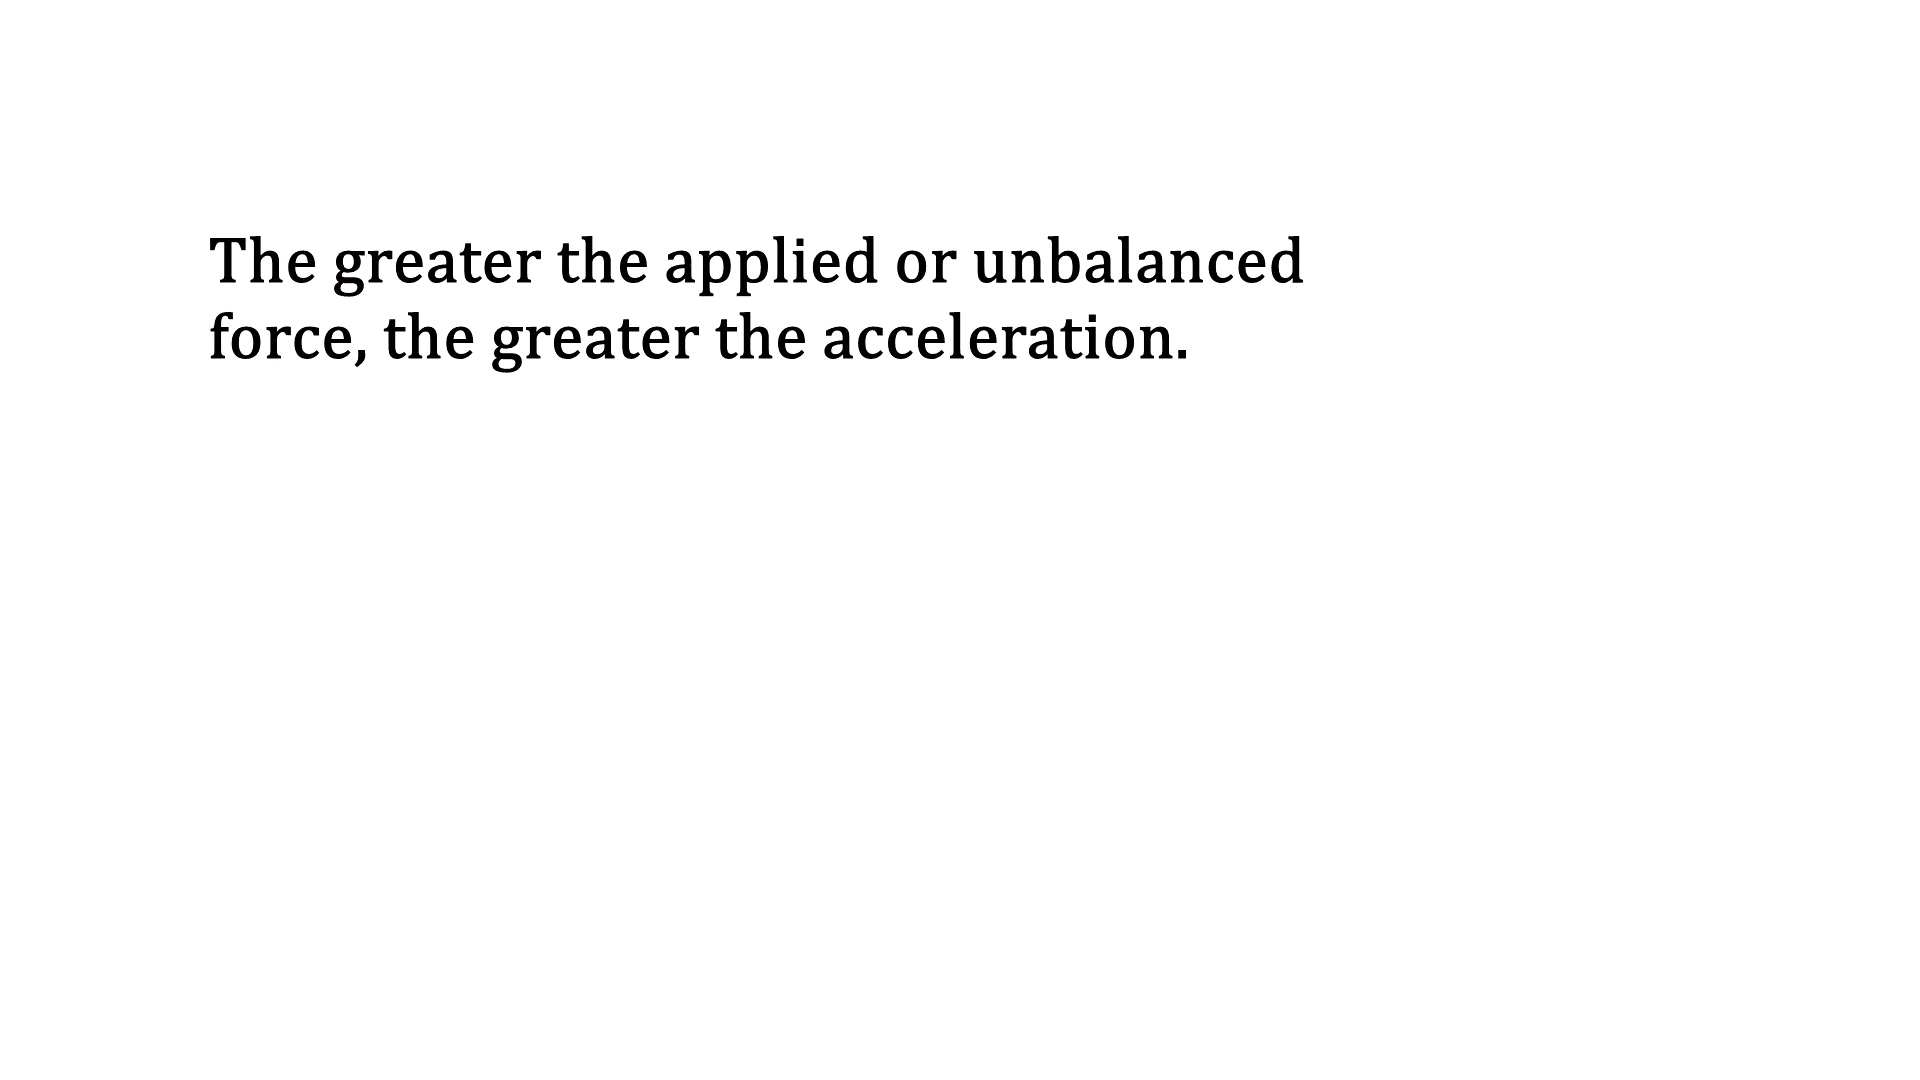 The greater the applied or unbalanced
force, the greater the acceleration.